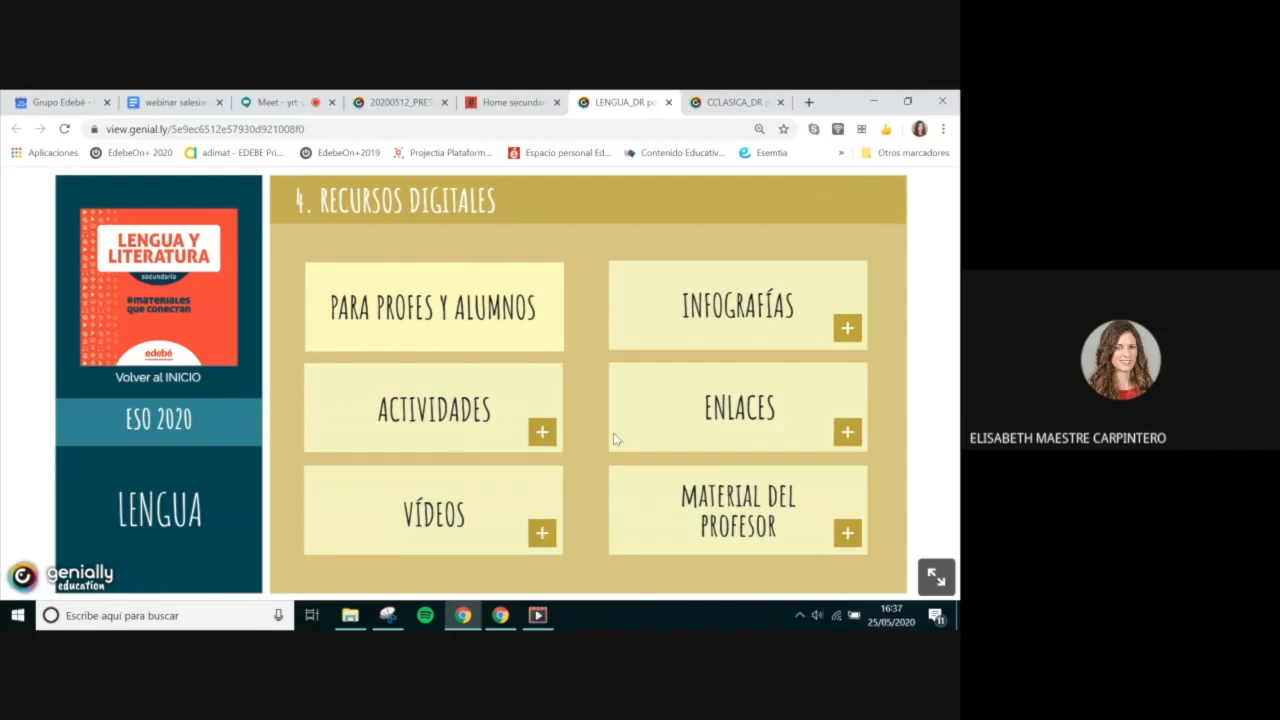 Grupo Edebé -
webinar salesian
Meet - yrt-
20200512_PRES
Home secundar
LENGUA_DR p
CCLASICA_DR p
view.genial.ly/5e9ec6512e57930d921008f0
Aplicaciones
EdebeOn+ 2020
adimat - EDEBE Pri...
EdebeOn+2019
Projectia Plataform...
Espacio personal Ed...
Contenido Educativ...
Esemtia
»
Otros marcadores
LENGUA Y
LITERATURA
secundaria
#MATERIALES
QUE CONECTAN
edebé
Volver al INICIO
ESO 2020
LENGUA
genially
education
4. RECURSOS DIGITALES
PARA PROFES Y ALUMNOS
INFOGRAFÍAS
+
ACTIVIDADES
+
ENLACES
+
VÍDEOS
+
MATERIAL DEL
PROFESOR
+
ELISABETH MAESTRE CARPINTERO
Escribe aquí para buscar
16:37
25/05/2020
11